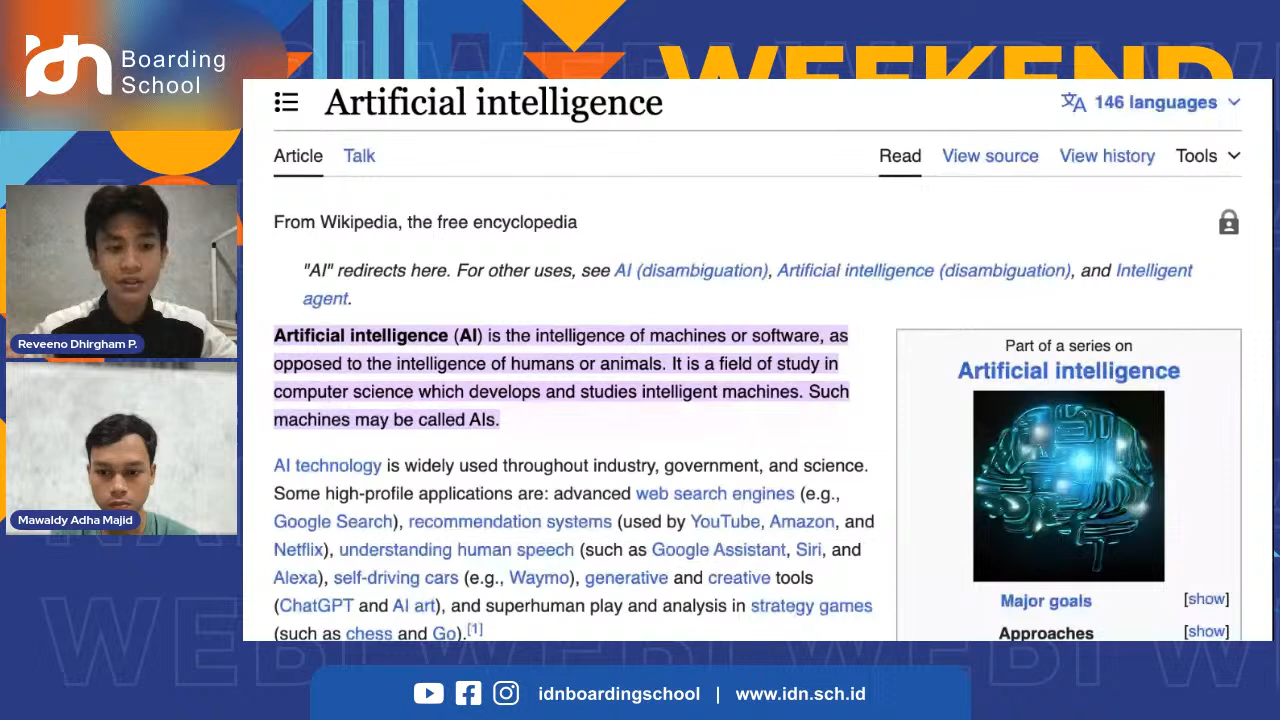 idn Boarding
School
WEEKEND
Artificial intelligence
146 languages
Article Talk
Read View source View history Tools
From Wikipedia, the free encyclopedia
"AI" redirects here. For other uses, see AI (disambiguation), Artificial intelligence (disambiguation), and Intelligent
agent.
Artificial intelligence (AI) is the intelligence of machines or software, as
opposed to the intelligence of humans or animals. It is a field of study in
computer science which develops and studies intelligent machines. Such
machines may be called AIs.
AI technology is widely used throughout industry, government, and science.
Some high-profile applications are: advanced web search engines (e.g.,
Google Search), recommendation systems (used by YouTube, Amazon, and
Netflix), understanding human speech (such as Google Assistant, Siri, and
Alexa), self-driving cars (e.g., Waymo), generative and creative tools
(ChatGPT and AI art), and superhuman play and analysis in strategy games
(such as chess and Go).[1]
Part of a series on
Artificial intelligence
Major goals [show]
Approaches [show]
Reveeno Dhirgham P.
Mawaldy Adha Majid
WEBI WEBI WEBI W
idnboardingschool | www.idn.sch.id